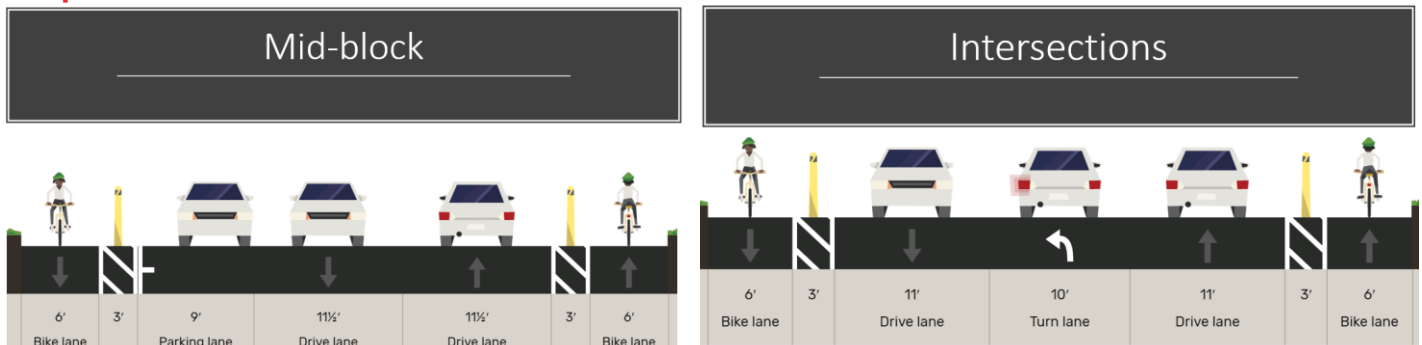 Mid-block
6′ 3′ 9′ 11½′ 11½′ 3′ 6′
Bike lane Parking lane Drive lane Drive lane Bike lane
Intersections
6′ 3′ 11′ 10′ 11′ 3′ 6′
Bike lane Drive lane Turn lane Drive lane Bike lane